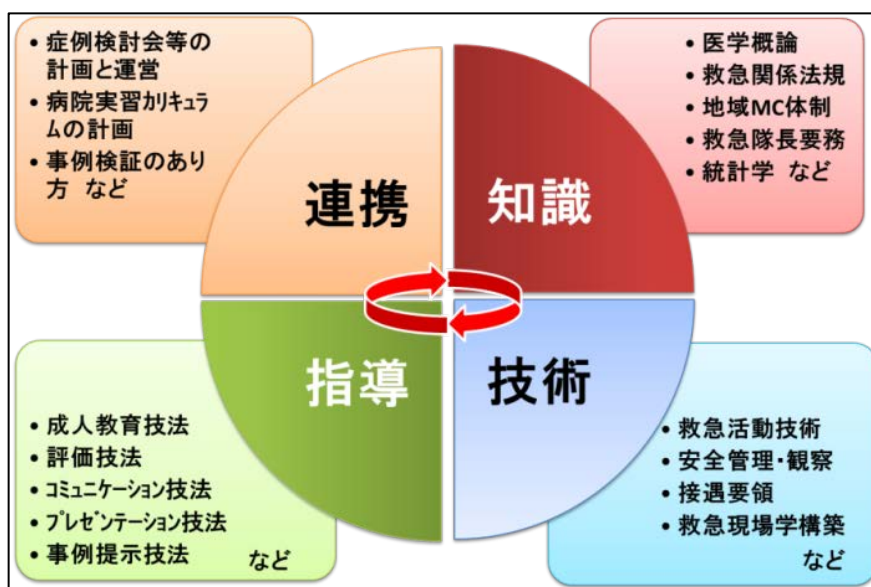 • 症例検討会等の
計画と運営
• 病院実習ｶﾘｷｭﾗ
ﾑの計画
• 事例検証のあり
方 など
連携
• 医学概論
• 救急関係法規
• 地域MC体制
• 救急隊長要務
• 統計学 など
知識
指導
• 成人教育技法
• 評価技法
• ｺﾐｭﾆｹｰｼｮﾝ技法
• ﾌﾟﾚｾﾞﾝﾃｰｼｮﾝ技法
• 事例提示技法 など
技術
• 救急活動技術
• 安全管理・観察
• 接遇要領
• 救急現場学構築
など